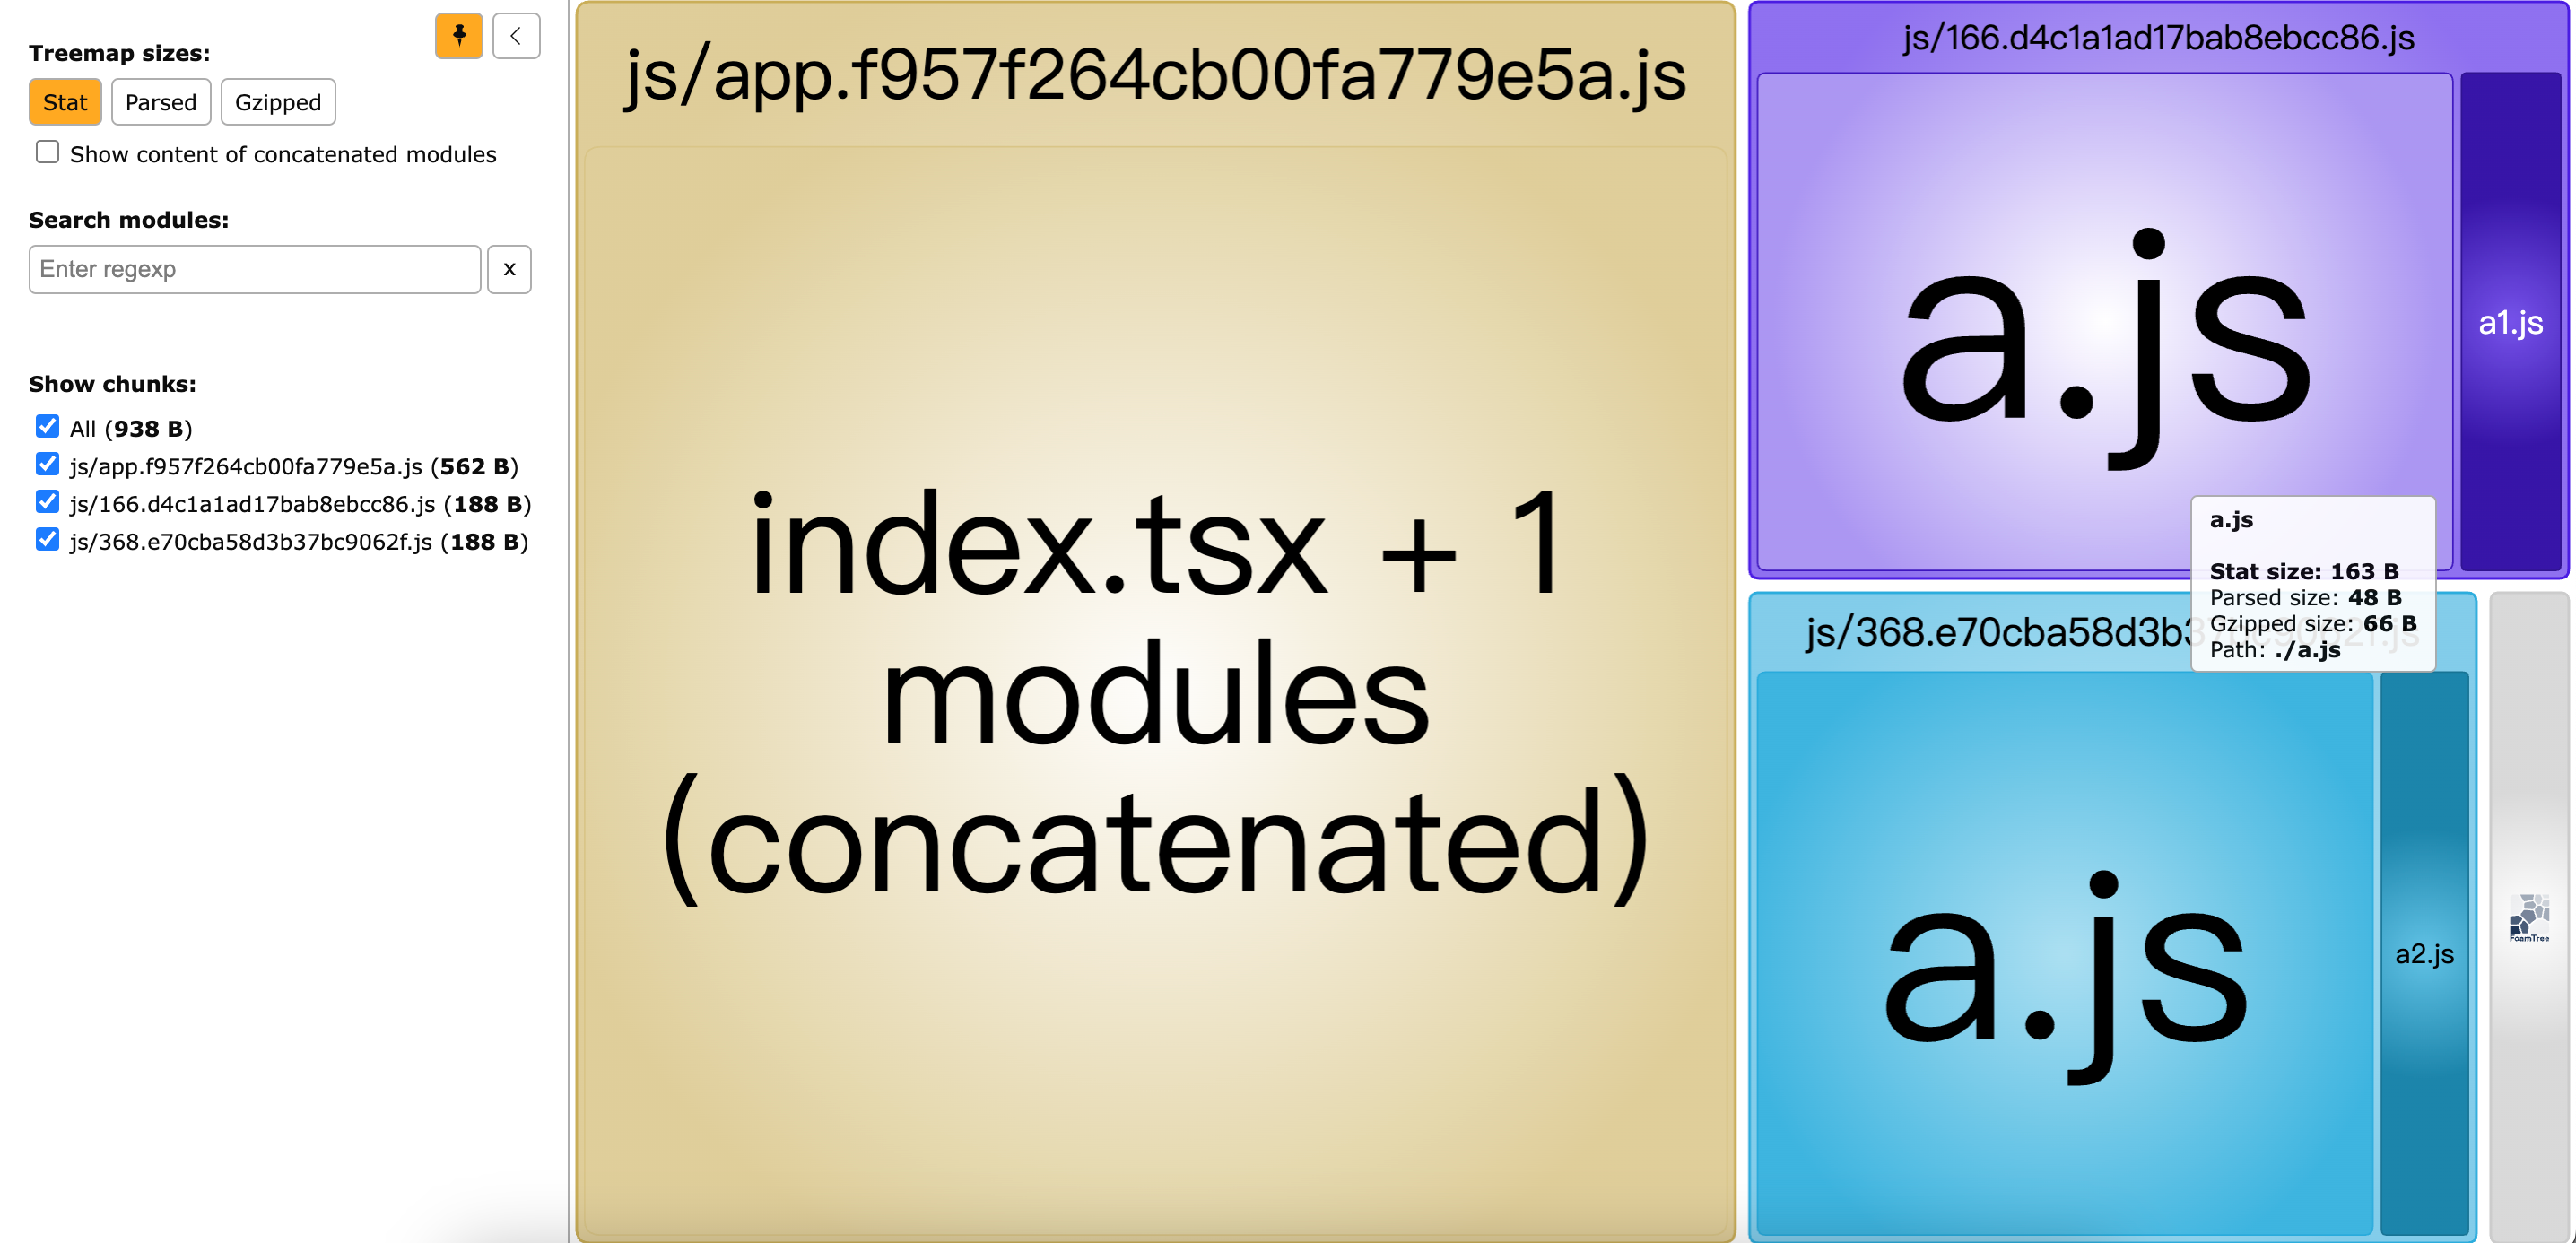 Treemap sizes:
Stat
Parsed
Gzipped
Show content of concatenated modules
Search modules:
Enter regexp
x
Show chunks:
All (938 B)
js/app.f957f264cb00fa779e5a.js (562 B)
js/166.d4c1a1ad17bab8ebcc86.js (188 B)
js/368.e70cba58d3b37bc9062f.js (188 B)
js/app.f957f264cb00fa779e5a.js
index.tsx + 1
modules
(concatenated)
js/166.d4c1a1ad17bab8ebcc86.js
a.js
a1.js
a.js
Stat size: 163 B
Parsed size: 48 B
Gzipped size: 66 B
Path: ./a.js
js/368.e70cba58d3b37bc9062f.js
a.js
a2.js
FoamTree